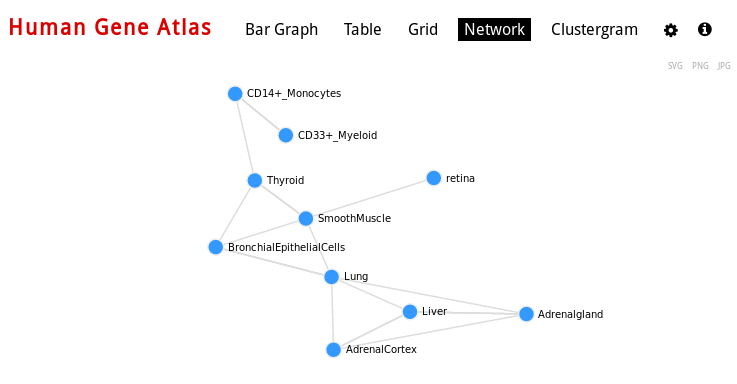 Human Gene Atlas
Bar Graph Table Grid Network Clustergram
SVG PNG JPG
CD14+_Monocytes
CD33+_Myeloid
Thyroid
retina
SmoothMuscle
BronchialEpithelialCells
Lung
Liver
Adrenalgland
AdrenalCortex